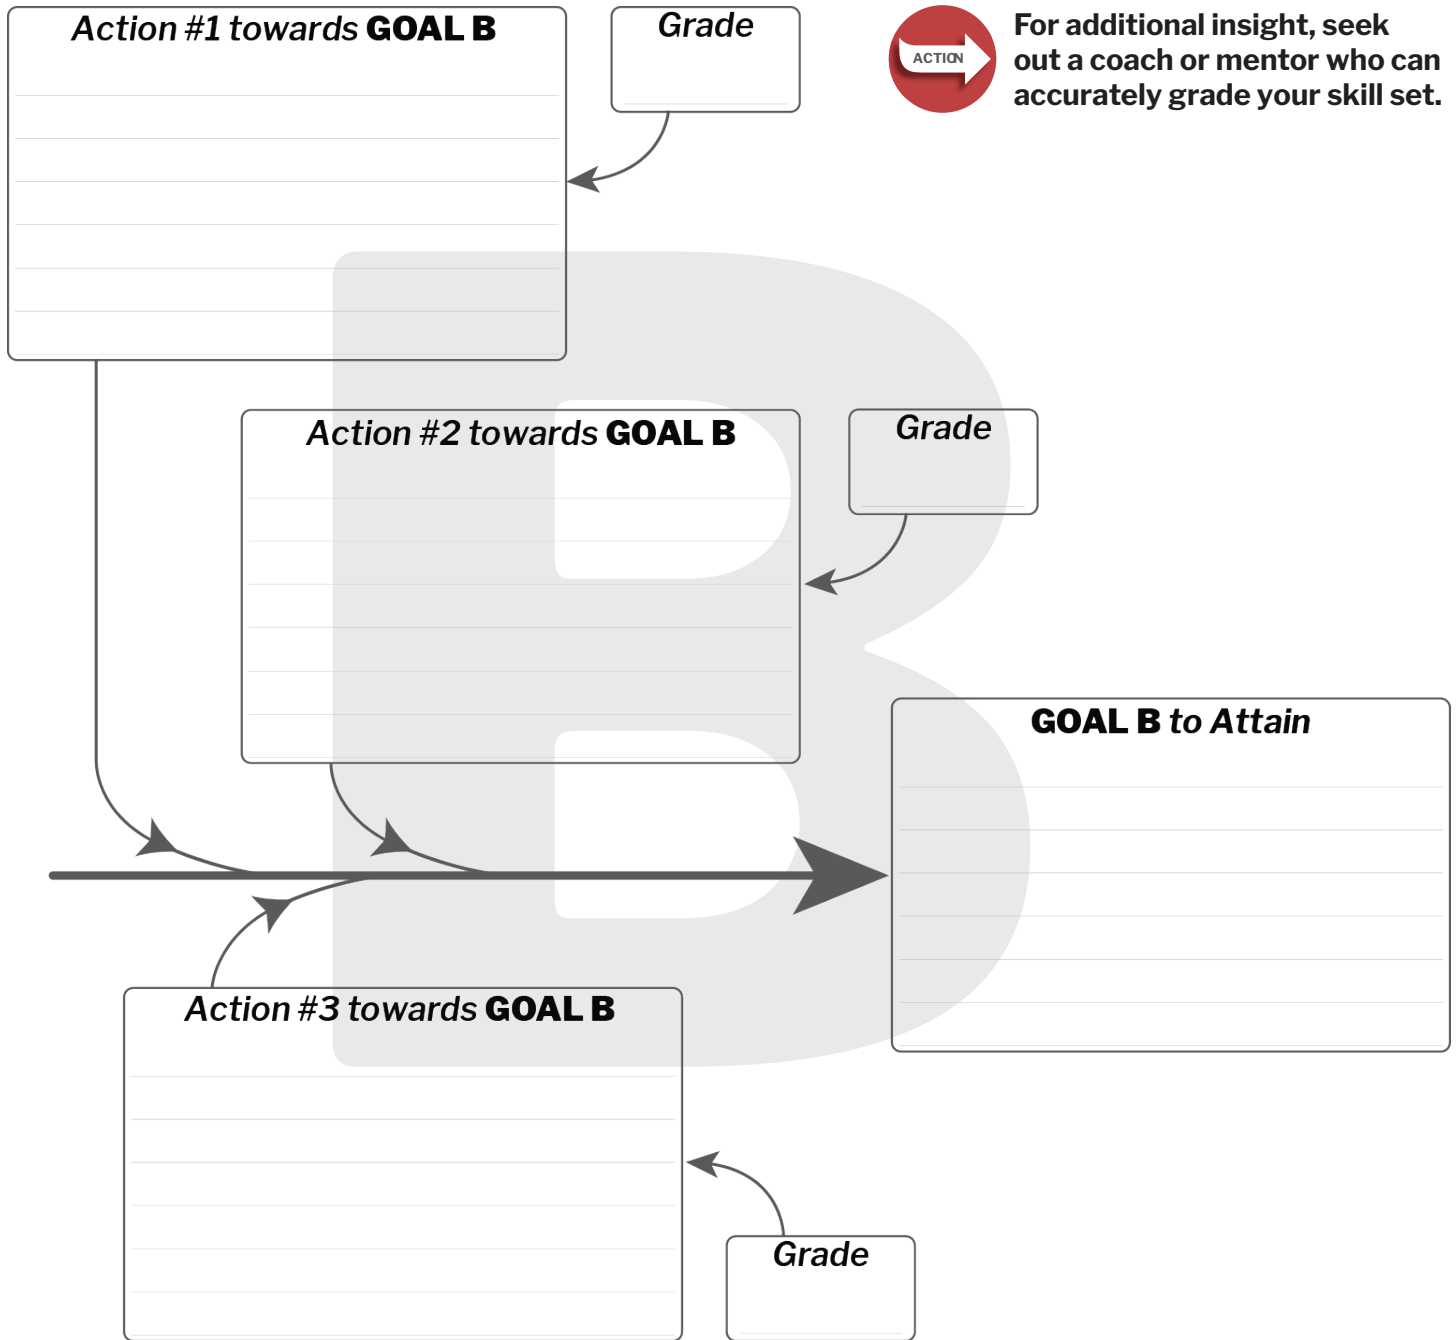 Action #1 towards GOAL B
Grade
ACTION
For additional insight, seek
out a coach or mentor who can
accurately grade your skill set.
Action #2 towards GOAL B
Grade
GOAL B to Attain
Action #3 towards GOAL B
Grade
B